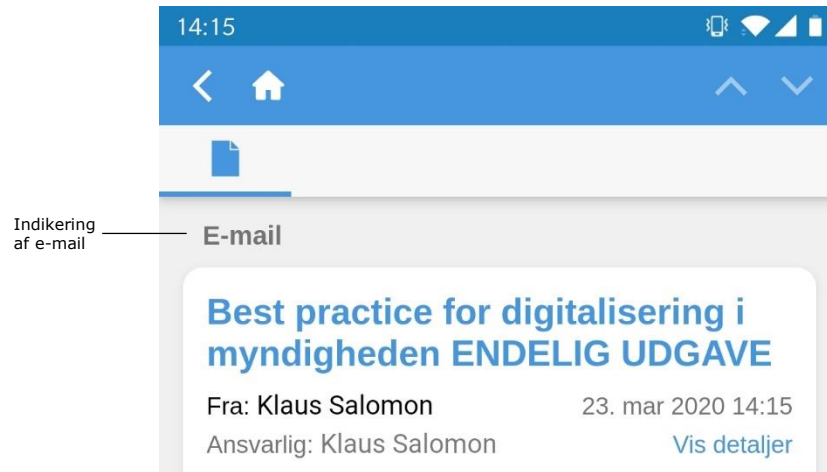 14:15
Indikering
af e-mail
E-mail
Best practice for digitalisering i
myndigheden ENDELIG UDGAVE
Fra: Klaus Salomon 23. mar 2020 14:15
Ansvarlig: Klaus Salomon Vis detaljer